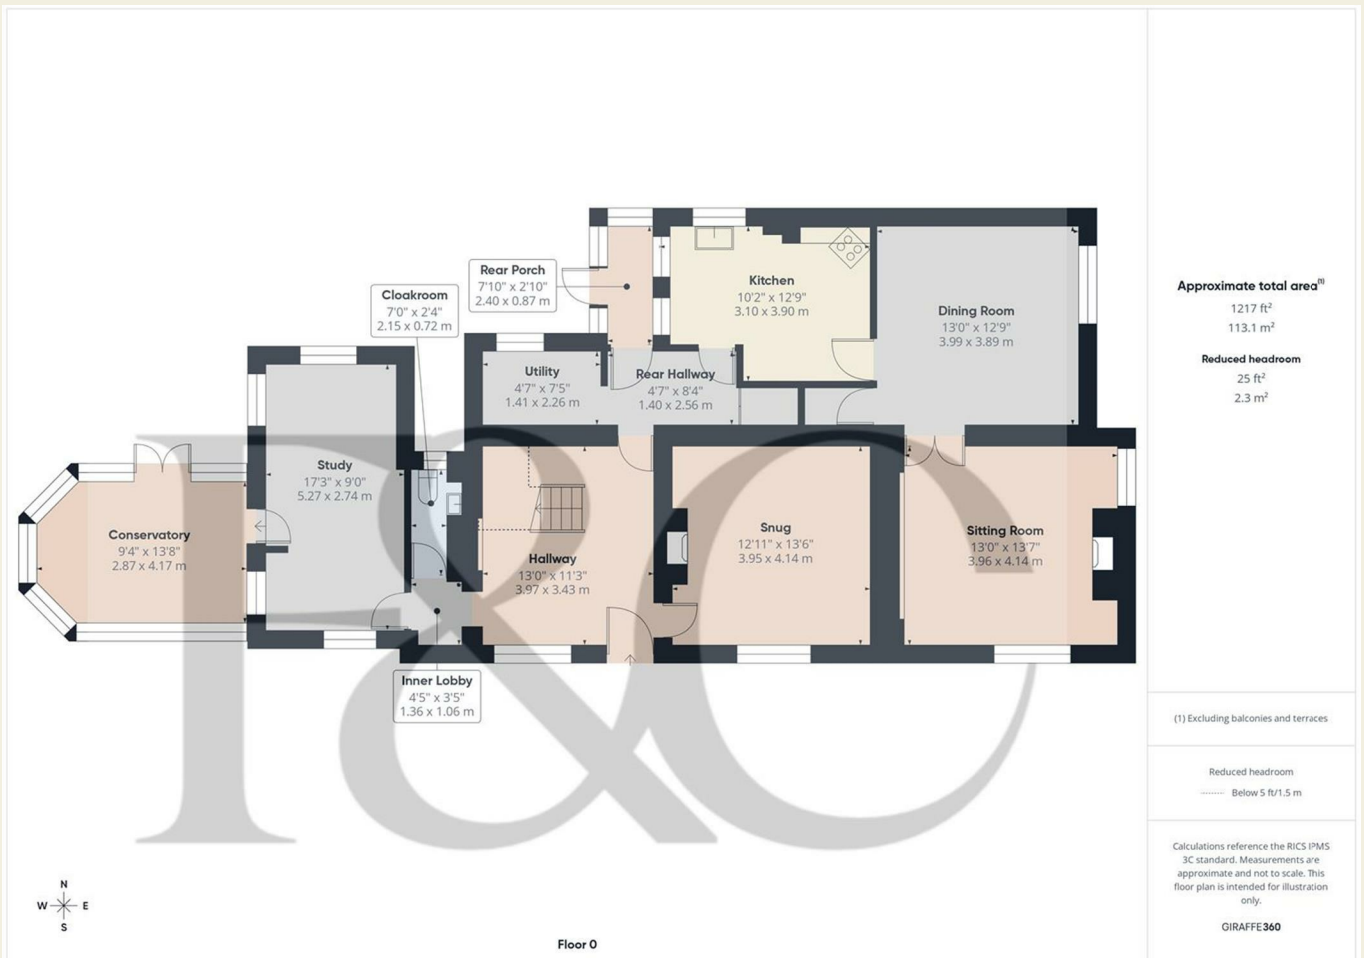 Rear Porch
7'10" x 2'10"
2.40 x 0.87 m
Cloakroom
7'0" x 2'4"
2.15 x 0.72 m
Kitchen
10'2" x 12'9"
3.10 x 3.90 m
Dining Room
13'0" x 12'9"
3.99 x 3.89 m
Utility
4'7" x 7'5"
1.41 x 2.26 m
Rear Hallway
4'7" x 8'4"
1.40 x 2.56 m
Study
17'3" x 9'0"
5.27 x 2.74 m
Conservatory
9'4" x 13'8"
2.87 x 4.17 m
Hallway
13'0" x 11'3"
3.97 x 3.43 m
Snug
12'11" x 13'6"
3.95 x 4.14 m
Sitting Room
13'0" x 13'7"
3.96 x 4.14 m
Inner Lobby
4'5" x 3'5"
1.36 x 1.06 m
F&C
N
W E
S
Floor 0
Approximate total area(1)
1217 ft²
113.1 m²
Reduced headroom
25 ft²
2.3 m²
(1) Excluding balconies and terraces
Reduced headroom
Below 5 ft/1.5 m
Calculations reference the RICS IPMS
3C standard. Measurements are
approximate and not to scale. This
floor plan is intended for illustration
only.
GIRAFFE360